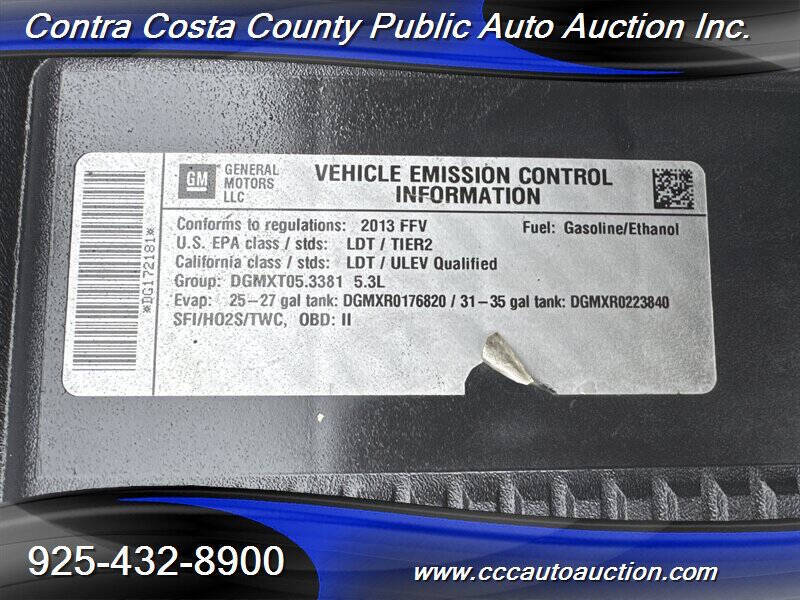 Contra Costa County Public Auto Auction Inc.
GM
GENERAL
MOTORS
LLC
VEHICLE EMISSION CONTROL
INFORMATION
Conforms to regulations: 2013 FFV Fuel: Gasoline/Ethanol
U.S. EPA class / stds: LDT / TIER2
California class / stds: LDT / ULEV Qualified
Group: DGMXT05.3381 5.3L
Evap: 25-27 gal tank: DGMXR0176820 / 31-35 gal tank: DGMXR0223840
SFI/HO2S/TWC, OBD: II
*DG172181*
925-432-8900
www.cccautoauction.com